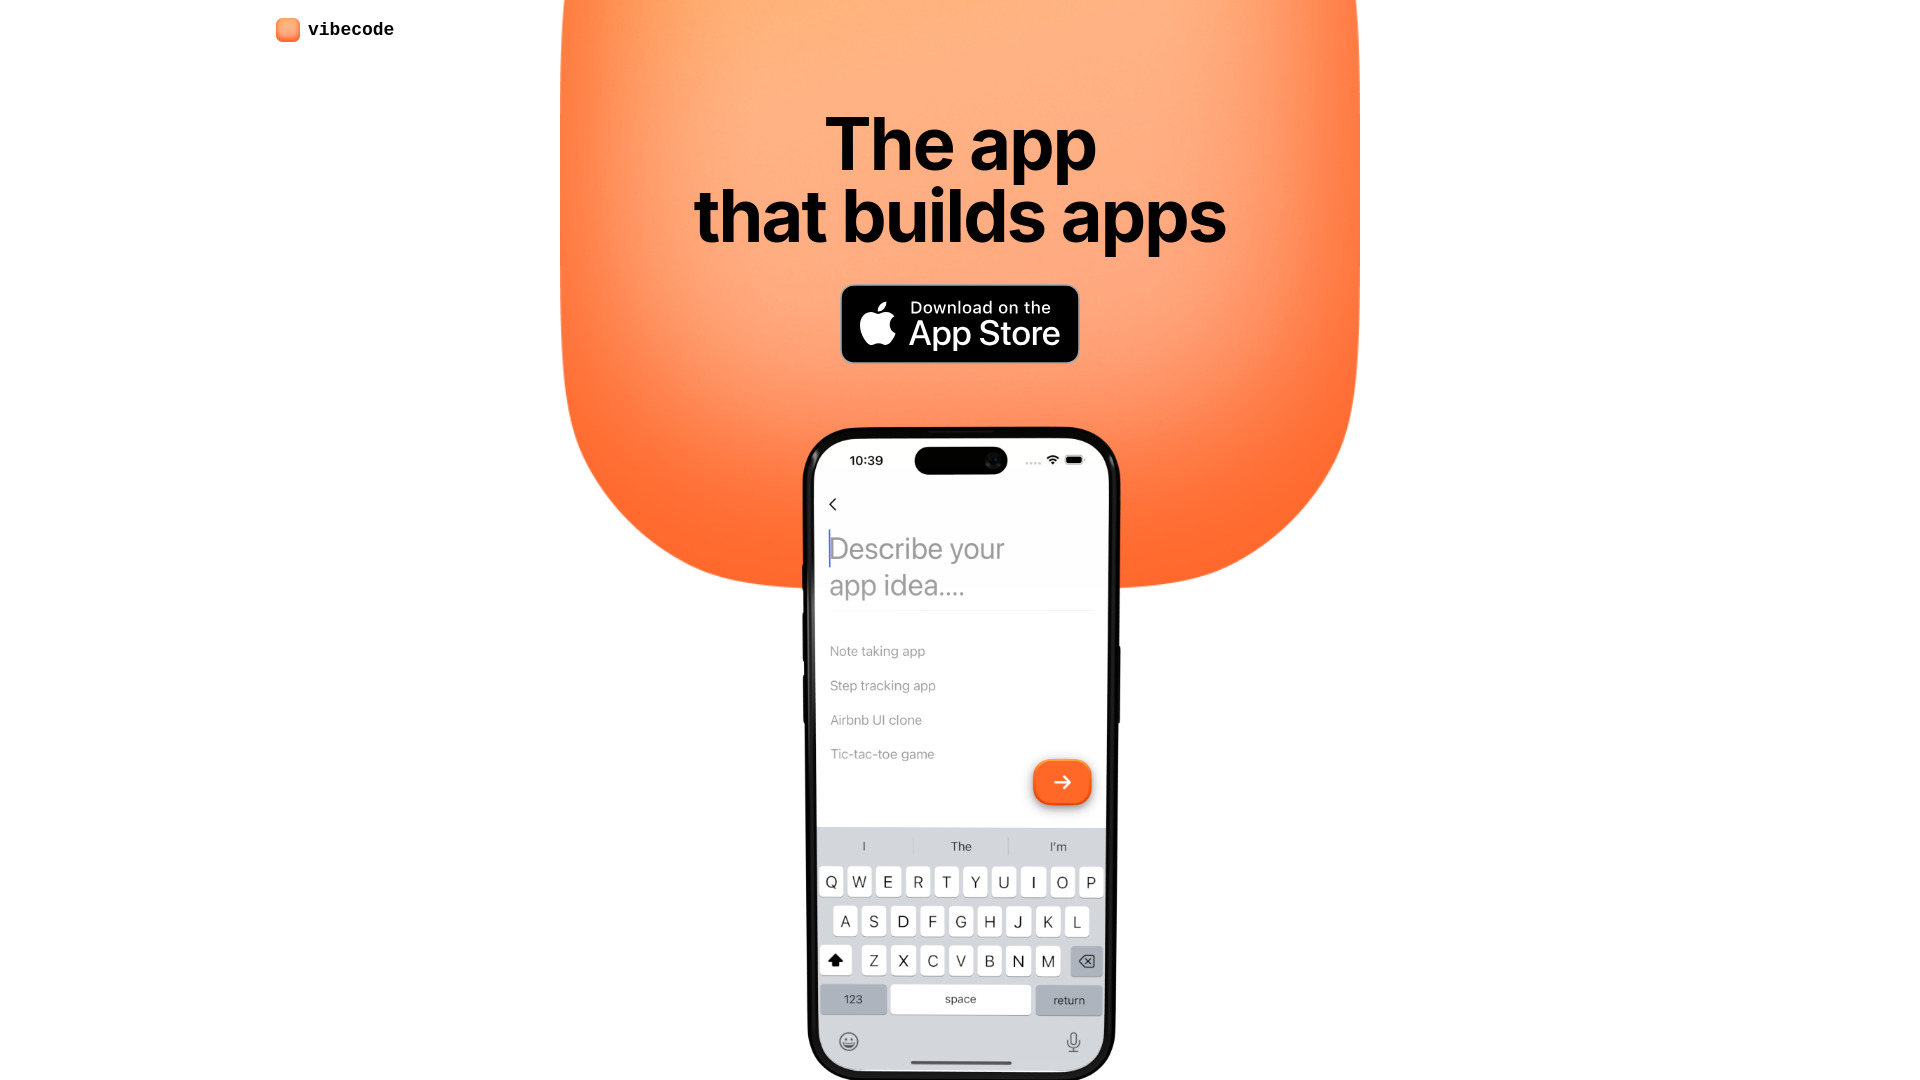 vibecode
The app
that builds apps
Download on the
App Store
10:39
Describe your
app idea....
Note taking app
Step tracking app
Airbnb UI clone
Tic-tac-toe game
I The I'm
Q W E R T Y U I O P
A S D F G H J K L
Z X C V B N M
123 space return